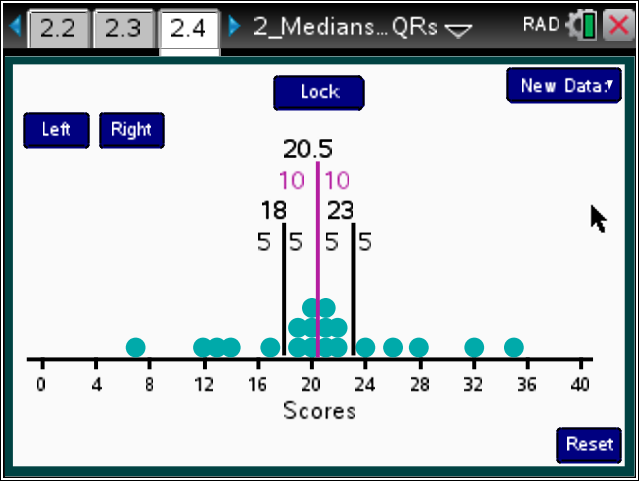 2.2 2.3 2.4 2_Medians...QRs RAD
Lock New Data:
Left Right
20.5
10 10
18 23
5 5 5 5
0 4 8 12 16 20 24 28 32 36 40
Scores
Reset